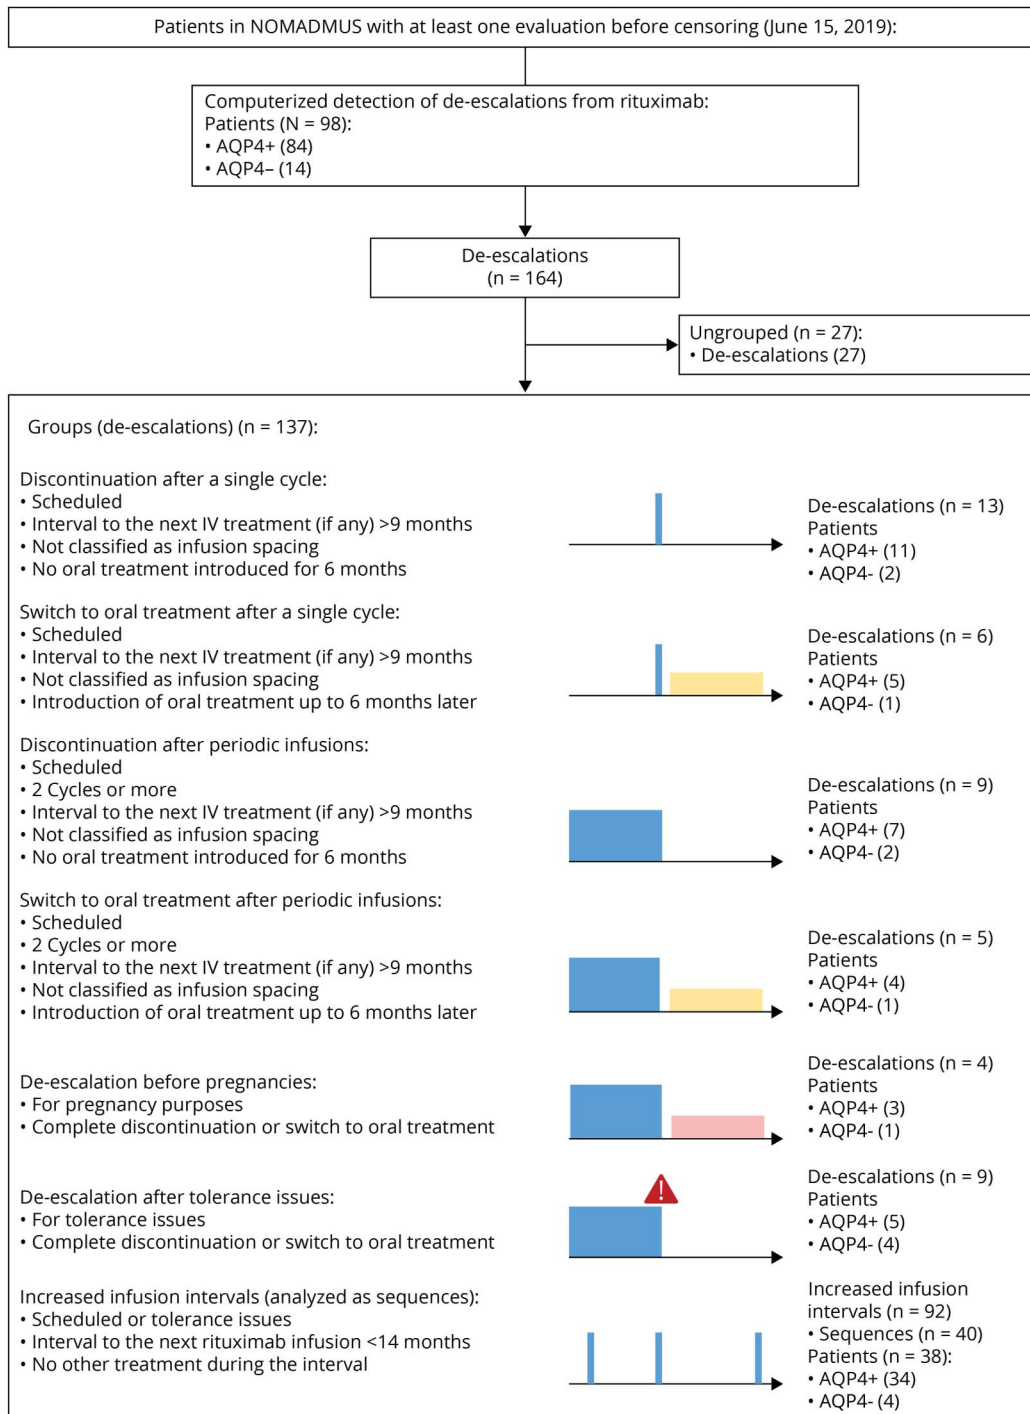 Patients in NOMADMUS with at least one evaluation before censoring (June 15, 2019):
Computerized detection of de-escalations from rituximab:
Patients (N = 98):
• AQP4+ (84)
• AQP4– (14)
De-escalations
(n = 164)
Ungrouped (n = 27):
• De-escalations (27)
Groups (de-escalations) (n = 137):
Discontinuation after a single cycle:
• Scheduled
• Interval to the next IV treatment (if any) >9 months
• Not classified as infusion spacing
• No oral treatment introduced for 6 months
De-escalations (n = 13)
Patients
• AQP4+ (11)
• AQP4- (2)
Switch to oral treatment after a single cycle:
• Scheduled
• Interval to the next IV treatment (if any) >9 months
• Not classified as infusion spacing
• Introduction of oral treatment up to 6 months later
De-escalations (n = 6)
Patients
• AQP4+ (5)
• AQP4- (1)
Discontinuation after periodic infusions:
• Scheduled
• 2 Cycles or more
• Interval to the next IV treatment (if any) >9 months
• Not classified as infusion spacing
• No oral treatment introduced for 6 months
De-escalations (n = 9)
Patients
• AQP4+ (7)
• AQP4- (2)
Switch to oral treatment after periodic infusions:
• Scheduled
• 2 Cycles or more
• Interval to the next IV treatment (if any) >9 months
• Not classified as infusion spacing
• Introduction of oral treatment up to 6 months later
De-escalations (n = 5)
Patients
• AQP4+ (4)
• AQP4- (1)
De-escalation before pregnancies:
• For pregnancy purposes
• Complete discontinuation or switch to oral treatment
De-escalations (n = 4)
Patients
• AQP4+ (3)
• AQP4- (1)
De-escalation after tolerance issues:
• For tolerance issues
• Complete discontinuation or switch to oral treatment
!
De-escalations (n = 9)
Patients
• AQP4+ (5)
• AQP4- (4)
Increased infusion intervals (analyzed as sequences):
• Scheduled or tolerance issues
• Interval to the next rituximab infusion <14 months
• No other treatment during the interval
Increased infusion
intervals (n = 92)
• Sequences (n = 40)
Patients (n = 38):
• AQP4+ (34)
• AQP4- (4)